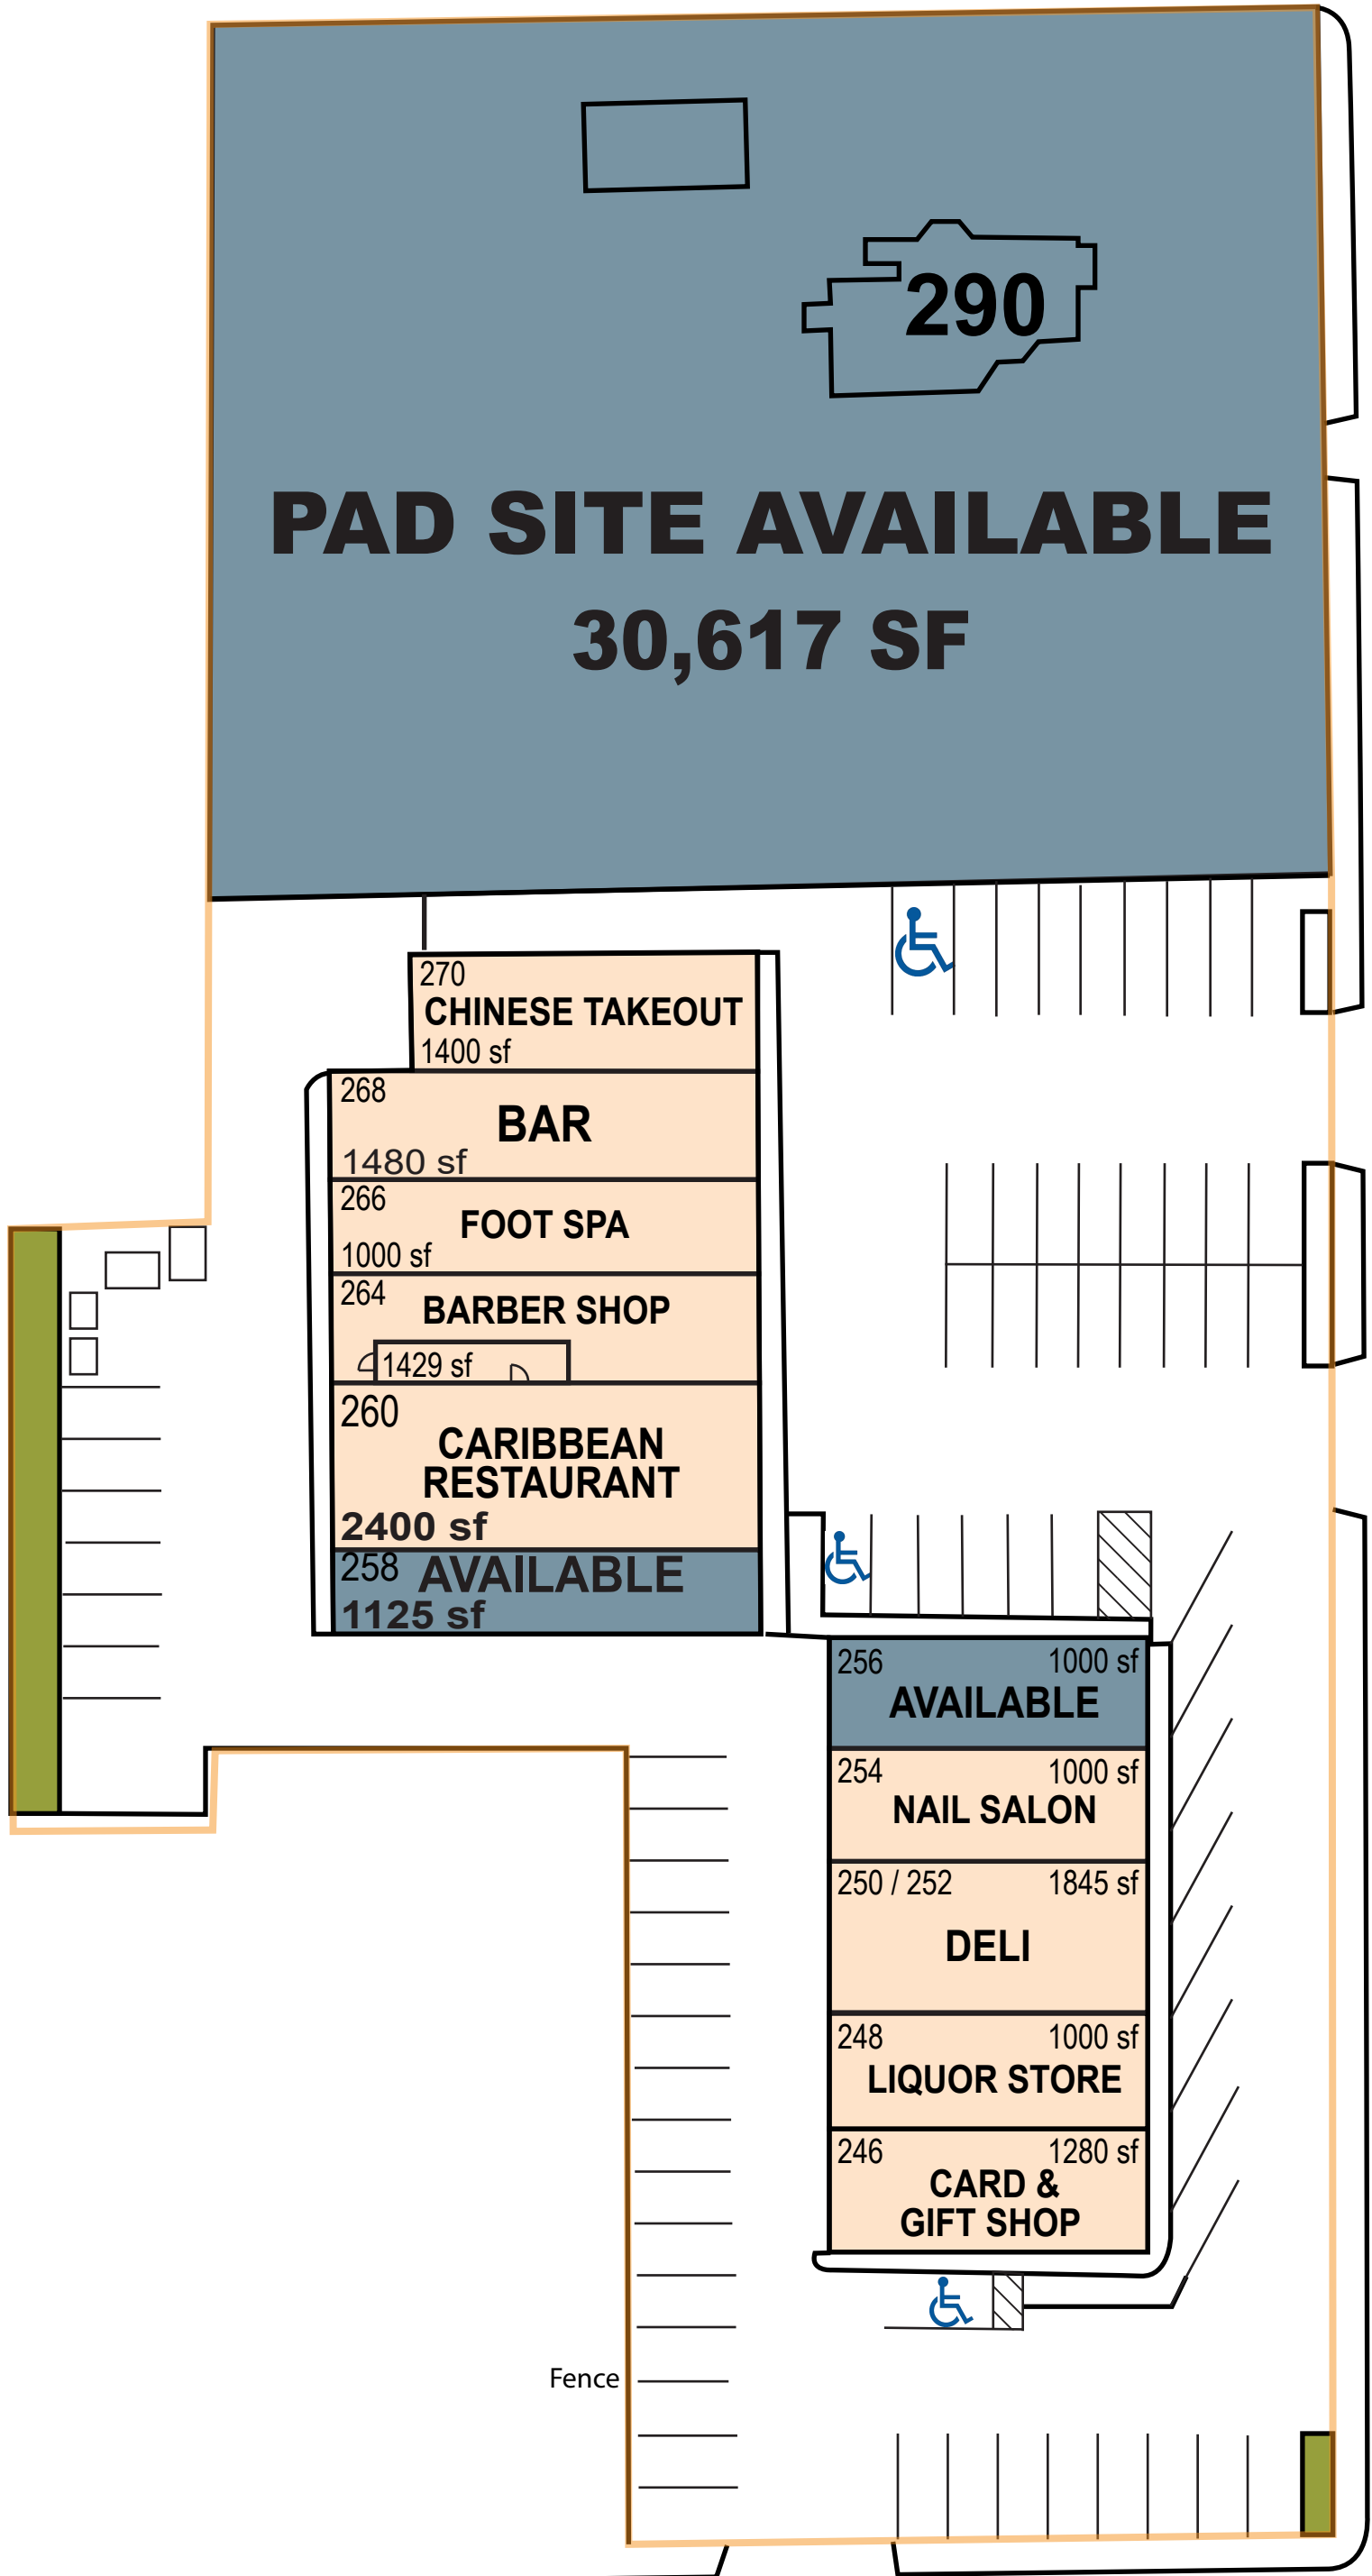 290
PAD SITE AVAILABLE
30,617 SF
270
CHINESE TAKEOUT
1400 sf
268
BAR
1480 sf
266
FOOT SPA
1000 sf
264
BARBER SHOP
1429 sf
260
CARIBBEAN
RESTAURANT
2400 sf
258 AVAILABLE
1125 sf
256 1000 sf
AVAILABLE
254 1000 sf
NAIL SALON
250 / 252 1845 sf
DELI
248 1000 sf
LIQUOR STORE
246 1280 sf
CARD &
GIFT SHOP
Fence